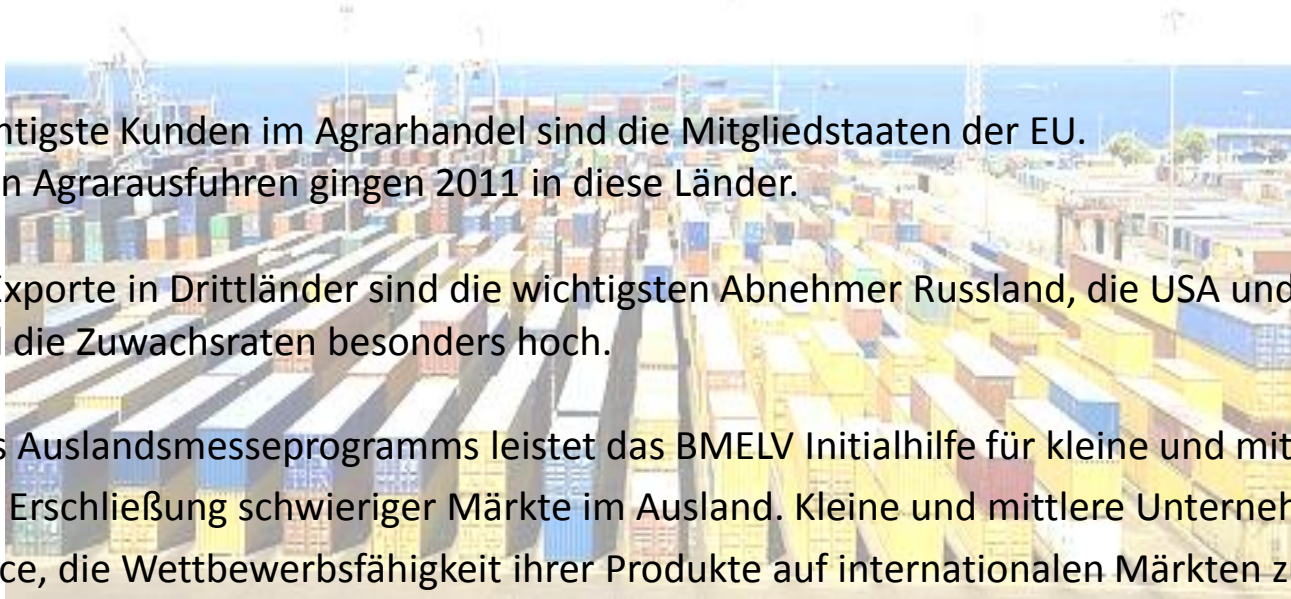 htigste Kunden im Agrarhandel sind die Mitgliedstaaten der EU.
n Agrarausfuhren gingen 2011 in diese Länder.
xporte in Drittländer sind die wichtigsten Abnehmer Russland, die USA und
die Zuwachsraten besonders hoch.
s Auslandsmesseprogramms leistet das BMELV Initialhilfe für kleine und mit
Erschließung schwieriger Märkte im Ausland. Kleine und mittlere Unterneh
ce, die Wettbewerbsfähigkeit ihrer Produkte auf internationalen Märkten z